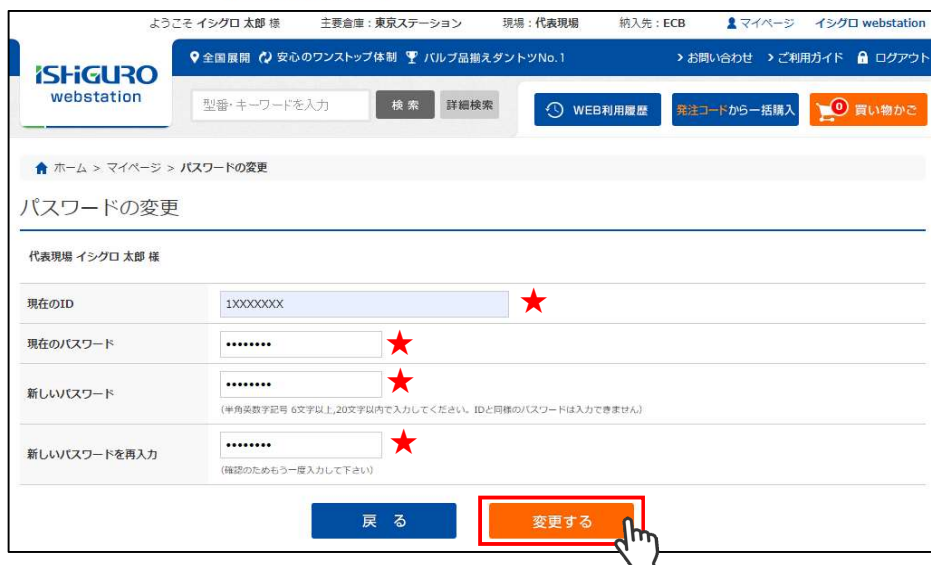 ようこそ イシグロ 太郎 様 主要倉庫：東京ステーション 現場：代表現場 納入先：ECB マイページ イシグロ webstation
全国展開 安心のワンストップ体制 バルブ品揃えダントツNo.1 > お問い合わせ > ご利用ガイド ログアウト
ISHIGURO
webstation
型番・キーワードを入力 検 索 詳細検索 WEB利用履歴 発注コードから一括購入 0 買い物かご
ホーム > マイページ > パスワードの変更
パスワードの変更
代表現場 イシグロ 太郎 様
現在のID 1XXXXXXX
現在のパスワード ••••••••
新しいパスワード ••••••••
(半角英数字記号 6文字以上,20文字以内で入力してください。IDと同様のパスワードは入力できません)
新しいパスワードを再入力 ••••••••
(確認のためもう一度入力して下さい)
戻 る 変更する